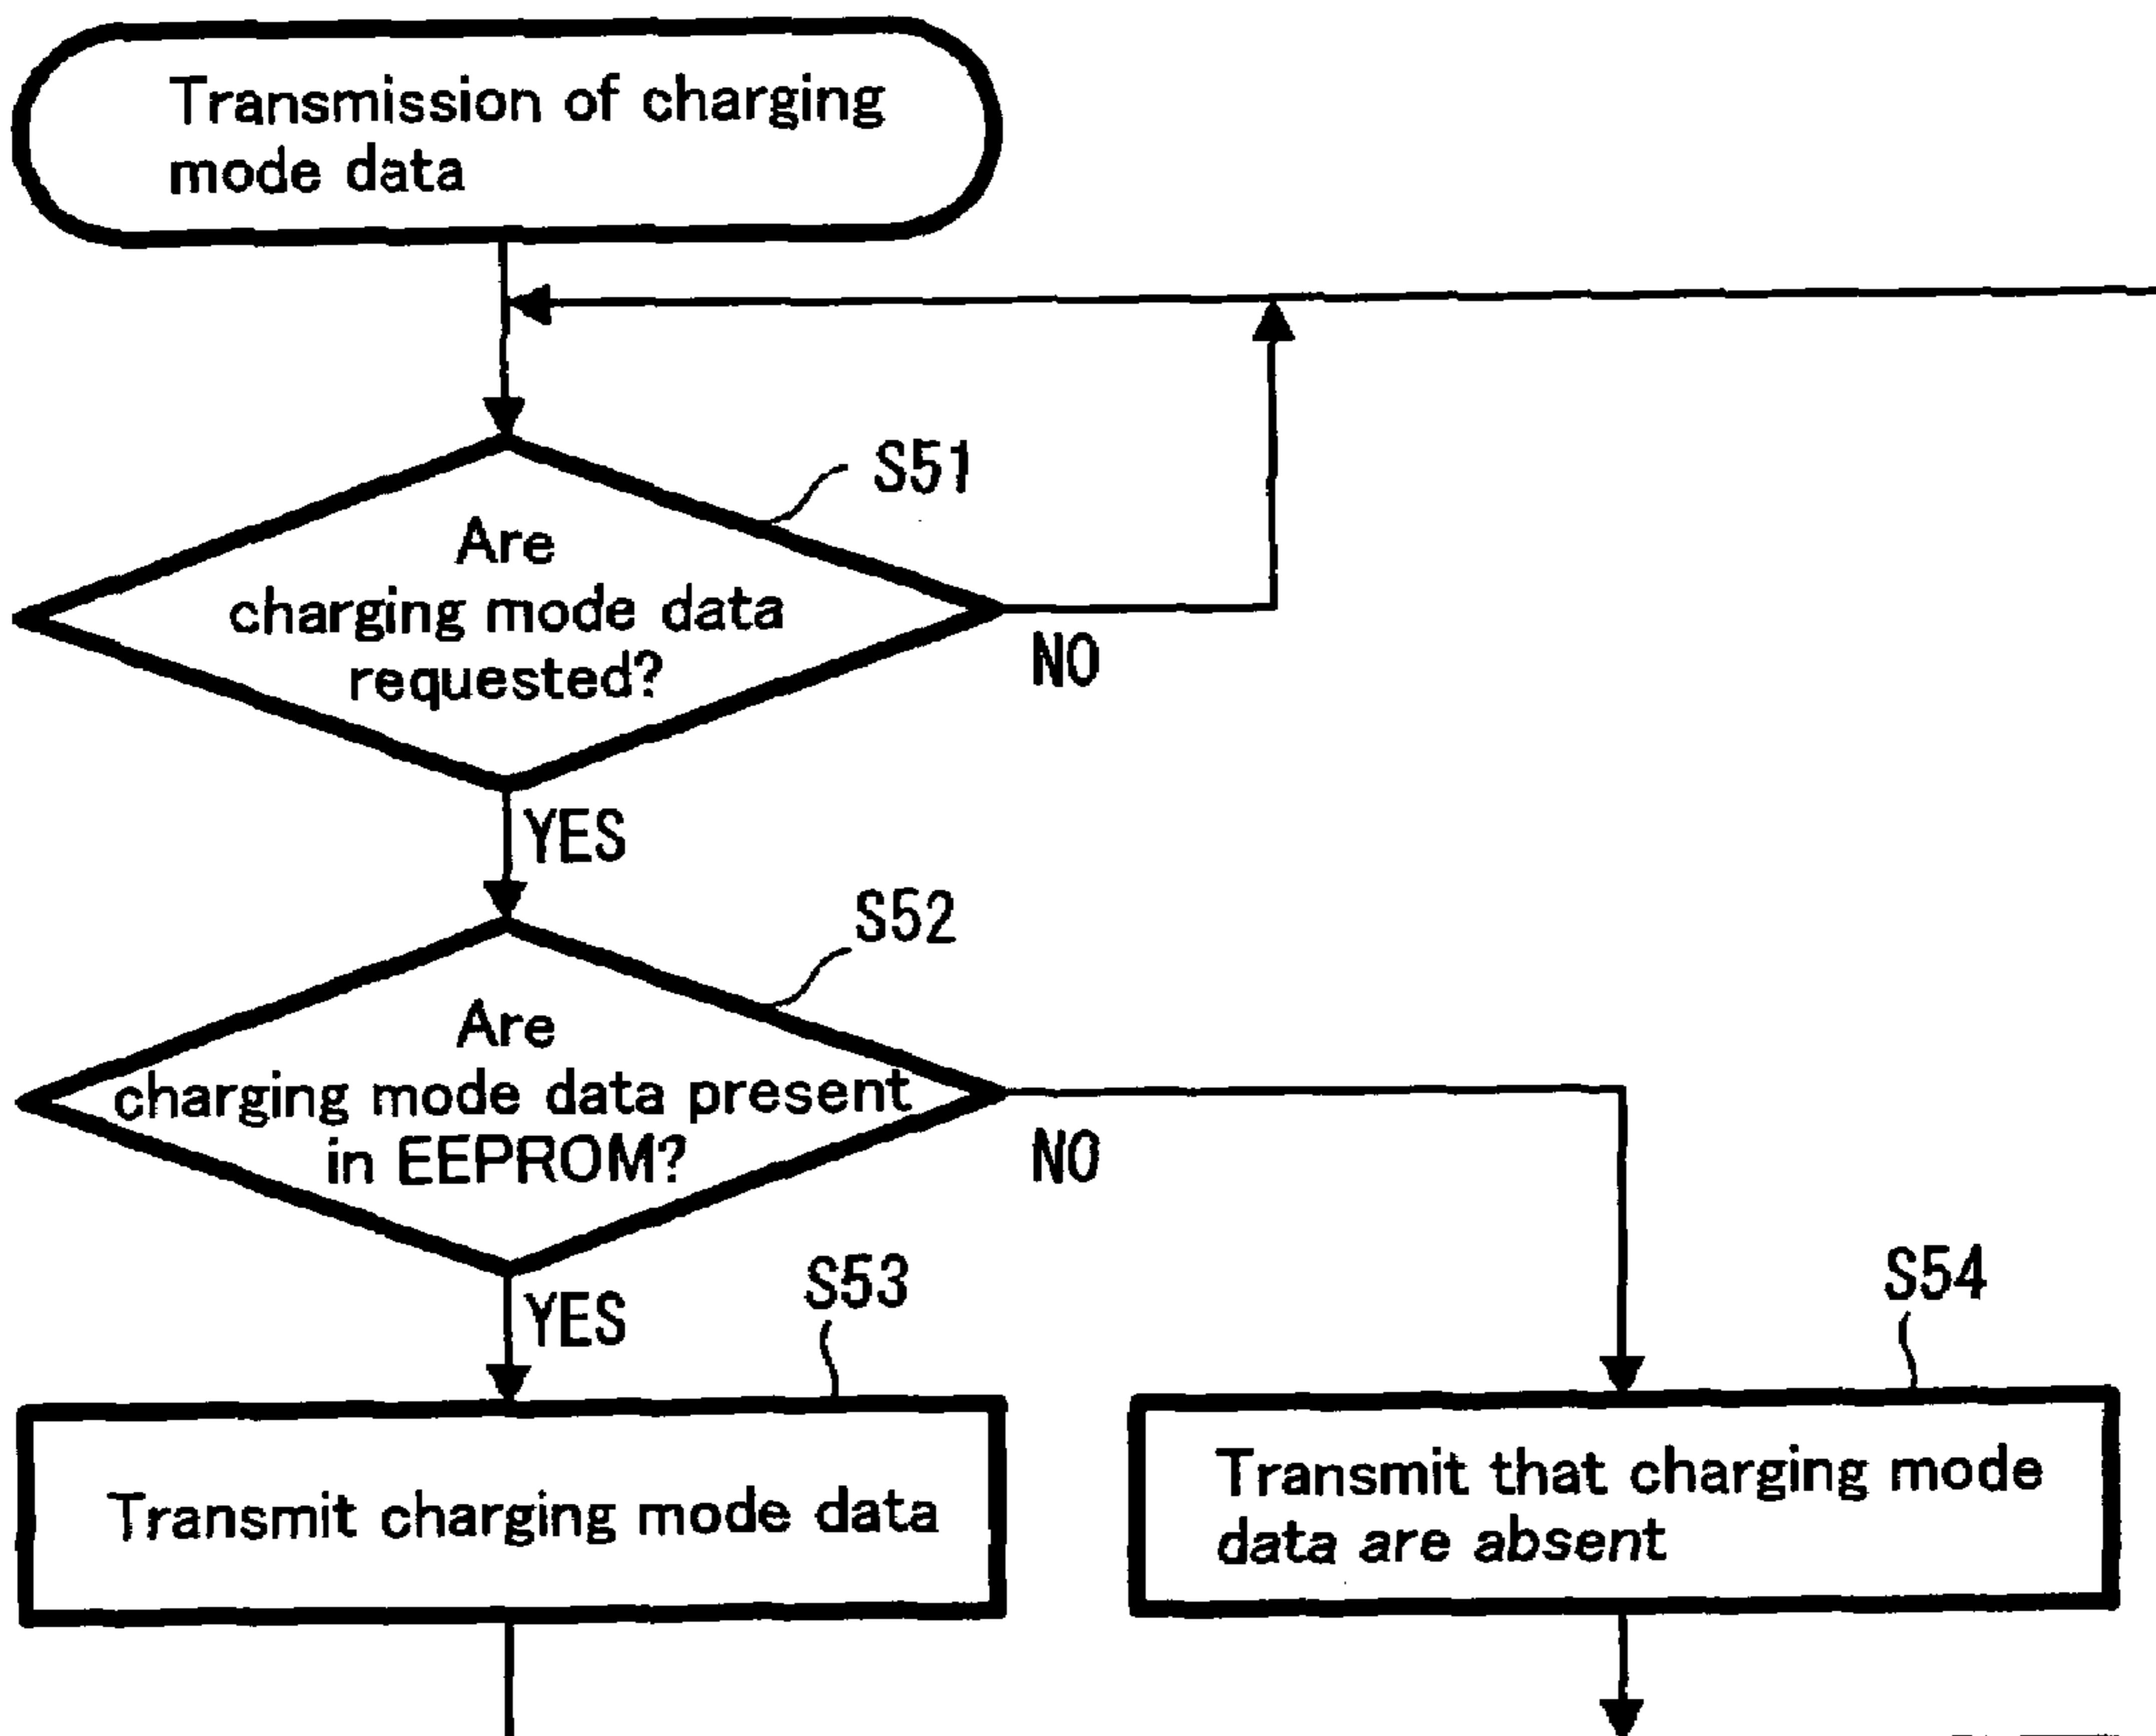 Transmission of charging
mode data
S51
Are
charging mode data
requested?
NO
YES
S52
Are
charging mode data present
in EEPROM?
NO
YES
S53
S54
Transmit charging mode data
Transmit that charging mode
data are absent